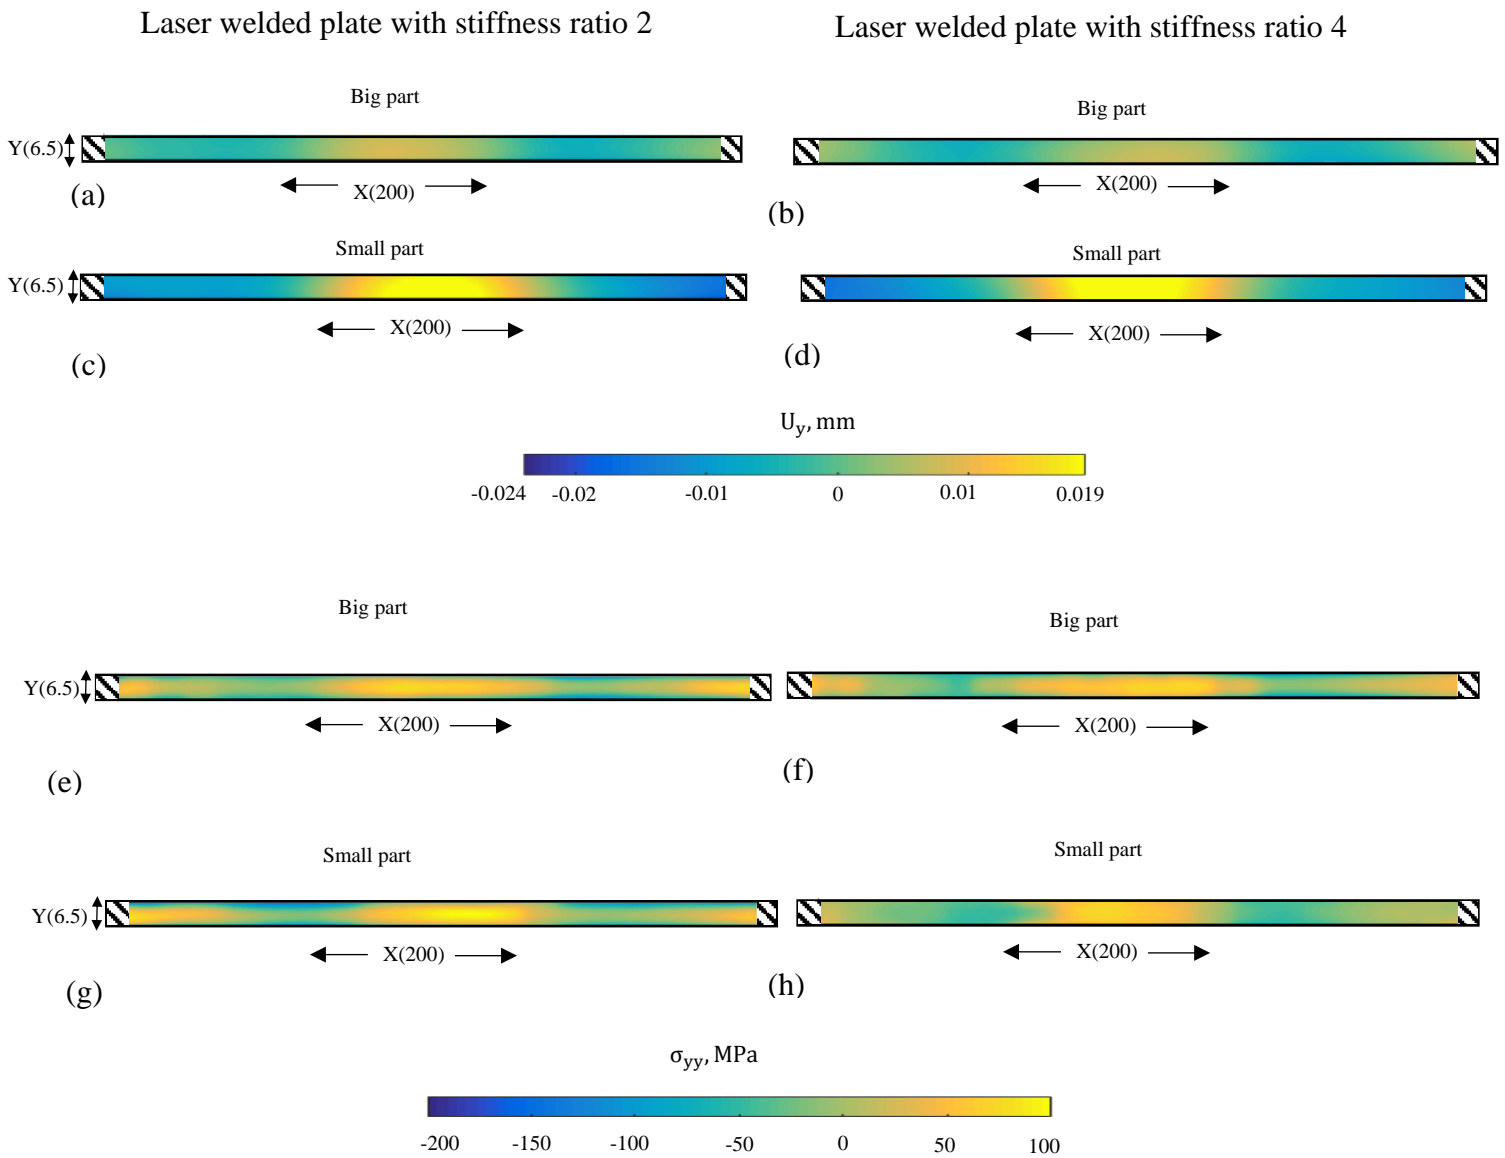 Laser welded plate with stiffness ratio 2
Laser welded plate with stiffness ratio 4
Big part
Big part
Y(6.5)
X(200)
X(200)
(a)
(b)
Small part
Small part
Y(6.5)
X(200)
X(200)
(c)
(d)
U_y, mm
-0.024 -0.02 -0.01 0 0.01 0.019
Big part
Big part
Y(6.5)
X(200)
X(200)
(e)
(f)
Small part
Small part
Y(6.5)
X(200)
X(200)
(g)
(h)
σ_yy, MPa
-200 -150 -100 -50 0 50 100